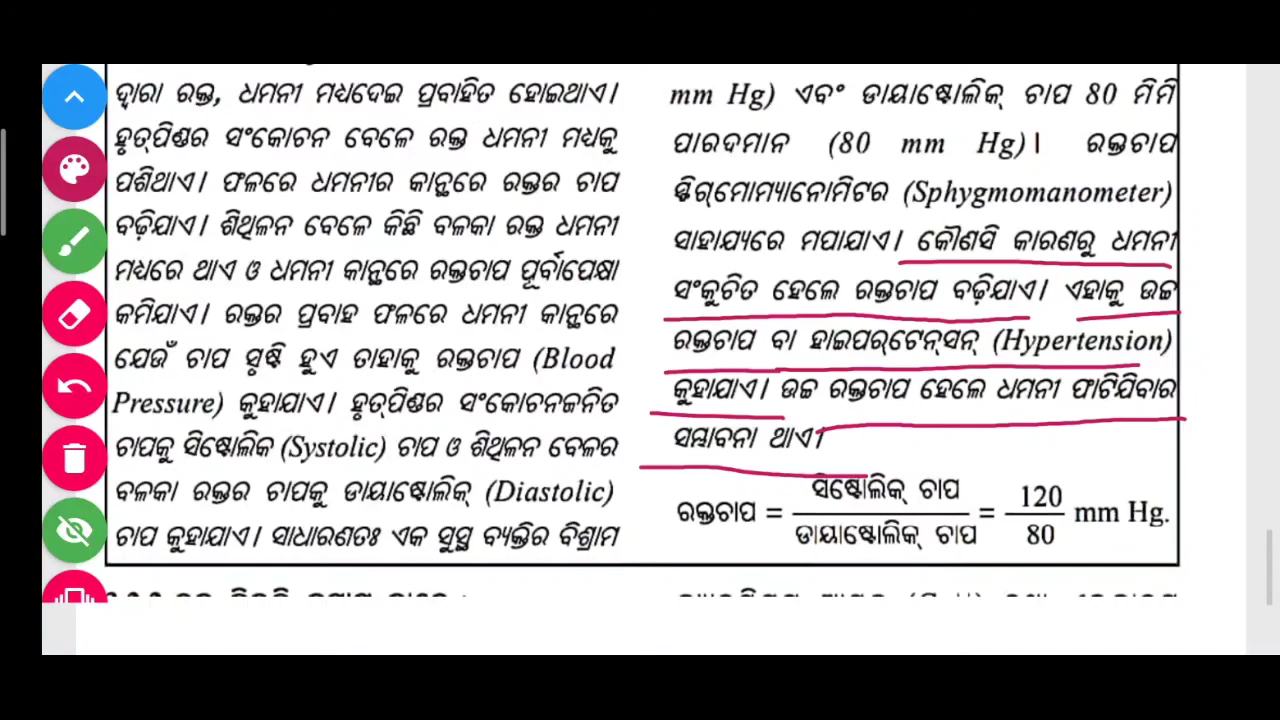 ଦ୍ୱାରା ରକ୍ତ, ଧମନୀ ମଧ୍ୟଦେଇ ପ୍ରବାହିତ ହୋଇଥାଏ।
ହୃତ୍‌ପିଣ୍ଡର ସଂକୋଚନ ବେଳେ ରକ୍ତ ଧମନୀ ମଧ୍ୟକୁ
ପଶିଥାଏ। ଫଳରେ ଧମନୀର କାନ୍ଥରେ ରକ୍ତର ଚାପ
ବଢ଼ିଯାଏ। ଶିଥିଳନ ବେଳେ କିଛି ବଳକା ରକ୍ତ ଧମନୀ
ମଧ୍ୟରେ ଥାଏ ଓ ଧମନୀ କାନ୍ଥରେ ରକ୍ତଚାପ ପୂର୍ବାପେକ୍ଷା
କମିଯାଏ। ରକ୍ତର ପ୍ରବାହ ଫଳରେ ଧମନୀ କାନ୍ଥରେ
ଯେଉଁ ଚାପ ସୃଷ୍ଟି ହୁଏ ତାହାକୁ ରକ୍ତଚାପ (Blood
Pressure) କୁହାଯାଏ। ହୃତ୍‌ପିଣ୍ଡର ସଂକୋଚନଜନିତ
ଚାପକୁ ସିଷ୍ଟୋଲିକ (Systolic) ଚାପ ଓ ଶିଥିଳନ ବେଳର
ବଳକା ରକ୍ତର ଚାପକୁ ଡାୟାଷ୍ଟୋଲିକ୍ (Diastolic)
ଚାପ କୁହାଯାଏ। ସାଧାରଣତଃ ଏକ ସୁସ୍ଥ ବ୍ୟକ୍ତିର ବିଶ୍ରାମ
mm Hg) ଏବଂ ଡାୟାଷ୍ଟୋଲିକ୍ ଚାପ 80 ମିମି
ପାରଦମାନ (80 mm Hg)। ରକ୍ତଚାପ
ସ୍ଫିଗ୍‌ମୋମ୍ୟାନୋମିଟର (Sphygmomanometer)
ସାହାଯ୍ୟରେ ମପାଯାଏ। କୌଣସି କାରଣରୁ ଧମନୀ
ସଂକୁଚିତ ହେଲେ ରକ୍ତଚାପ ବଢ଼ିଯାଏ। ଏହାକୁ ଉଚ୍ଚ
ରକ୍ତଚାପ ବା ହାଇପର୍‌ଟେନ୍‌ସନ୍ (Hypertension)
କୁହାଯାଏ। ଉଚ୍ଚ ରକ୍ତଚାପ ହେଲେ ଧମନୀ ଫାଟିଯିବାର
ସମ୍ଭାବନା ଥାଏ।
ରକ୍ତଚାପ = ସିଷ୍ଟୋଲିକ୍ ଚାପ / ଡାୟାଷ୍ଟୋଲିକ୍ ଚାପ = 120 / 80 mm Hg.